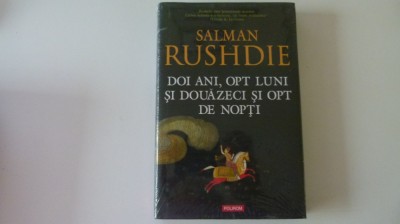 SALMAN
RUSHDIE
DOI ANI, OPT LUNI
ȘI DOUĂZECI ȘI OPT
DE NOPȚI
POLIROM